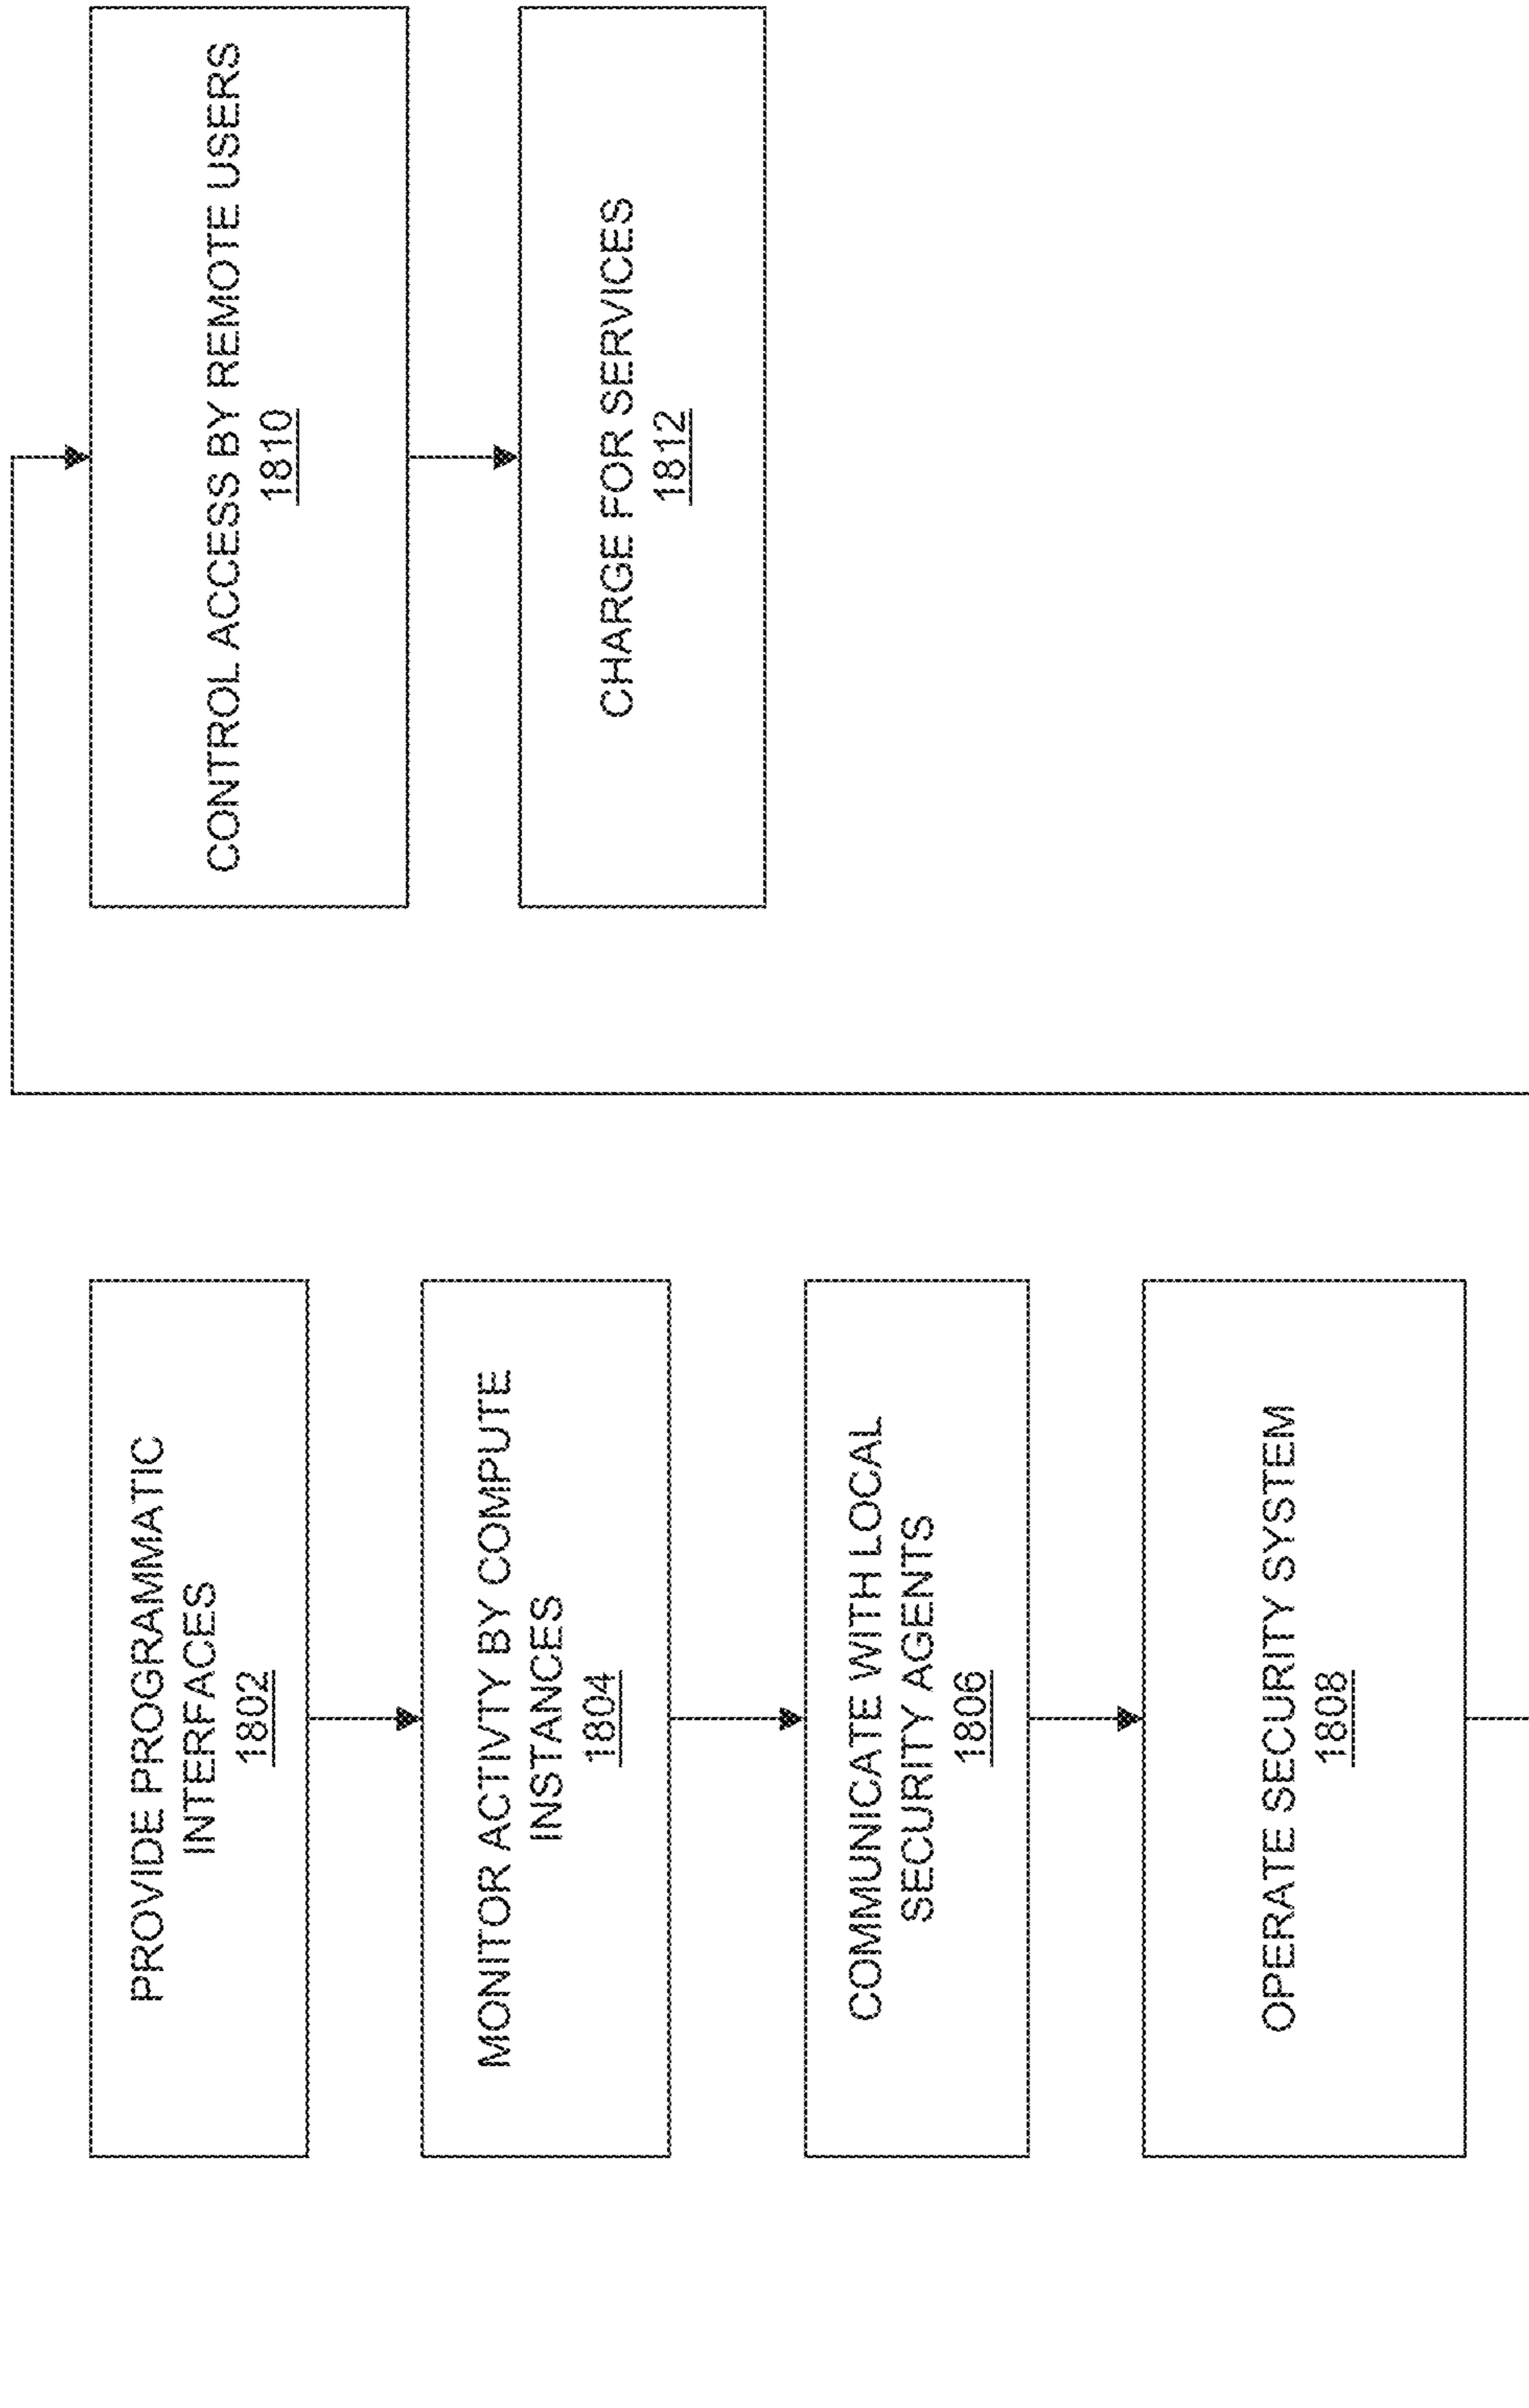 PROVIDE PROGRAMMATIC
INTERFACES
1802
MONITOR ACTIVTY BY COMPUTE
INSTANCES
1804
COMMUNICATE WITH LOCAL
SECURITY AGENTS
1806
OPERATE SECURITY SYSTEM
1808
CONTROL ACCESS BY REMOTE USERS
1810
CHARGE FOR SERVICES
1812